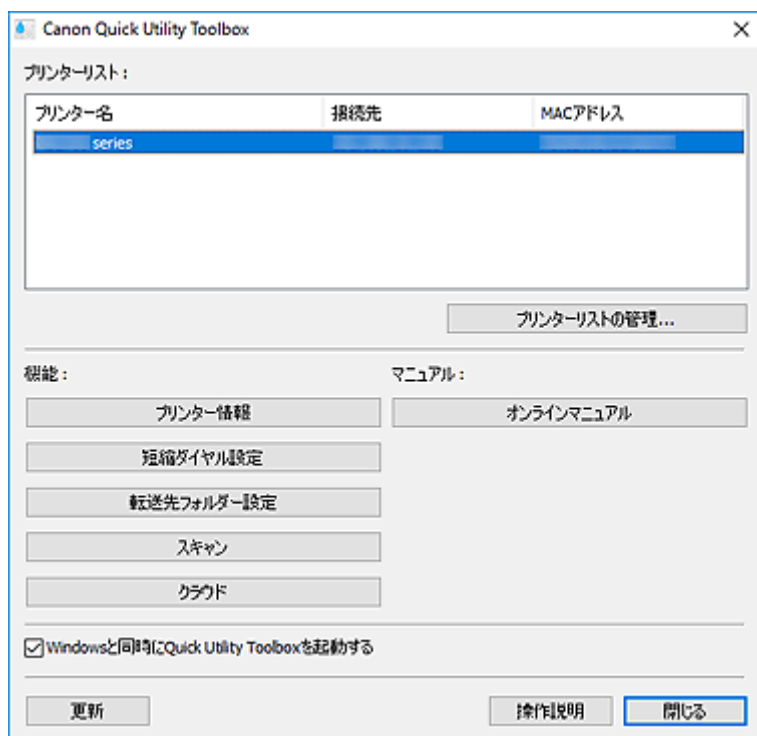 Canon Quick Utility Toolbox
プリンターリスト：
プリンター名 接続先 MACアドレス
series
プリンターリストの管理...
機能： マニュアル：
プリンター情報 オンラインマニュアル
短縮ダイヤル設定
転送先フォルダー設定
スキャン
クラウド
Windowsと同時にQuick Utility Toolboxを起動する
更新 操作説明 閉じる